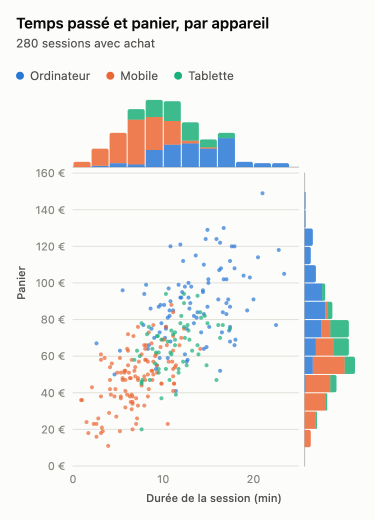 Temps passé et panier, par appareil
280 sessions avec achat
Ordinateur Mobile Tablette
160 €
140 €
120 €
100 €
80 €
60 €
40 €
20 €
0 €
Panier
0 10 20
Durée de la session (min)